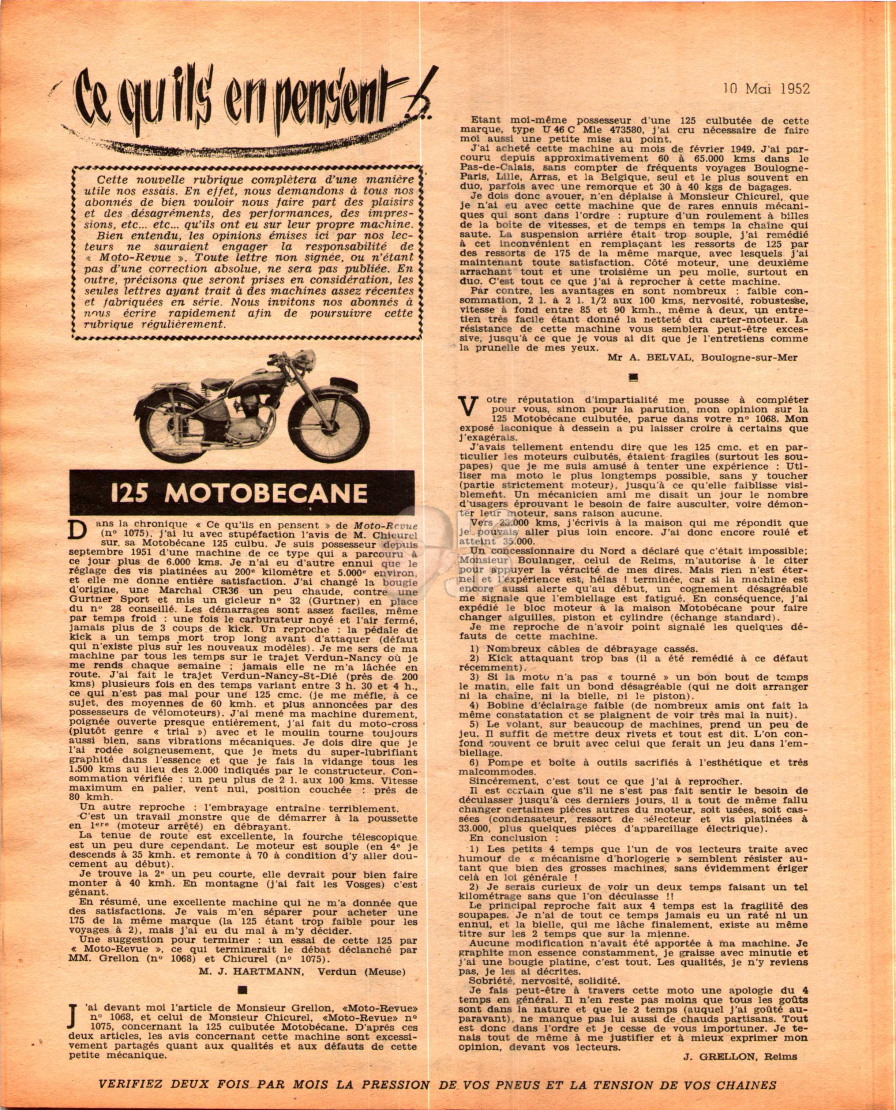 Ce qu'ils en pensent !..
Cette nouvelle rubrique complètera d'une manière
utile nos essais. En effet, nous demandons à tous nos
abonnés de bien vouloir nous faire part des plaisirs
et des désagréments, des performances, des impres-
sions, etc... etc... qu'ils ont eu sur leur propre machine.
Bien entendu, les opinions émises ici par nos lec-
teurs ne sauraient engager la responsabilité de
« Moto-Revue ». Toute lettre non signée, ou n'étant
pas d'une correction absolue, ne sera pas publiée. En
outre, précisons que seront prises en considération, les
seules lettres ayant trait à des machines assez récentes
et fabriquées en série. Nous invitons nos abonnés à
nous écrire rapidement afin de poursuivre cette
rubrique régulièrement.
125 MOTOBECANE
Dans la chronique « Ce qu'ils en pensent » de Moto-Revue
(n° 1075), j'ai lu avec stupéfaction l'avis de M. Chicurel
sur sa Motobécane 125 culbu. Je suis possesseur depuis
septembre 1951 d'une machine de ce type qui a parcouru à
ce jour plus de 6.000 kms. Je n'ai eu d'autre ennui que le
réglage des vis platinées au 200e kilomètre et 5.000e environ,
et elle me donne entière satisfaction. J'ai changé la bougie
d'origine, une Marchal CR36 un peu chaude, contre une
Gurtner Sport et mis un gicleur n° 32 (Gurtner) en place
du n° 28 conseillé. Les démarrages sont assez faciles, même
par temps froid : une fois le carburateur noyé et l'air fermé,
jamais plus de 3 coups de kick. Un reproche : la pédale de
kick a un temps mort trop long avant d'attaquer (défaut
qui n'existe plus sur les nouveaux modèles). Je me sers de ma
machine par tous les temps sur le trajet Verdun-Nancy où je
me rends chaque semaine ; jamais elle ne m'a lâchée en
route. J'ai fait le trajet Verdun-Nancy-St-Dié (près de 200
kms) plusieurs fois en des temps variant entre 3 h. 30 et 4 h.,
ce qui n'est pas mal pour une 125 cmc. (je me méfie, à ce
sujet, des moyennes de 60 kmh. et plus annoncées par des
possesseurs de vélomoteurs). J'ai mené ma machine durement,
poignée ouverte presque entièrement, j'ai fait du moto-cross
(plutôt genre « trial ») avec et le moulin tourne toujours
aussi bien, sans vibrations mécaniques. Je dois dire que je
l'ai rodée soigneusement, que je mets du super-lubrifiant
graphité dans l'essence et que je fais la vidange tous les
1.500 kms au lieu des 2.000 indiqués par le constructeur. Con-
sommation vérifiée : un peu plus de 2 l. aux 100 kms. Vitesse
maximum en palier, vent nul, position couchée : près de
80 kmh.
Un autre reproche : l'embrayage entraîne terriblement.
C'est un travail monstre que de démarrer à la poussette
en 1ere (moteur arrêté) en débrayant.
La tenue de route est excellente, la fourche télescopique
est un peu dure cependant. Le moteur est souple (en 4e je
descends à 35 kmh. et remonte à 70 à condition d'y aller dou-
cement au début).
Je trouve la 2e un peu courte, elle devrait pour bien faire
monter à 40 kmh. En montagne (j'ai fait les Vosges) c'est
gênant.
En résumé, une excellente machine qui ne m'a donnée que
des satisfactions. Je vais m'en séparer pour acheter une
175 de la même marque (la 125 étant trop faible pour les
voyages à 2), mais j'ai eu du mal à m'y décider.
Une suggestion pour terminer : un essai de cette 125 par
« Moto-Revue », ce qui terminerait le débat déclanché par
MM. Grellon (n° 1068) et Chicurel (n° 1075).
M. J. HARTMANN, Verdun (Meuse)
J'ai devant moi l'article de Monsieur Grellon, «Moto-Revue»
n° 1068, et celui de Monsieur Chicurel, «Moto-Revue» n°
1075, concernant la 125 culbutée Motobécane. D'après ces
deux articles, les avis concernant cette machine sont excessi-
vement partagés quant aux qualités et aux défauts de cette
petite mécanique.
10 Mai 1952
Etant moi-même possesseur d'une 125 culbutée de cette
marque, type U 46 C Mle 473580, j'ai cru nécessaire de faire
moi aussi une petite mise au point.
J'ai acheté cette machine au mois de février 1949. J'ai par-
couru depuis approximativement 60 à 65.000 kms dans le
Pas-de-Calais, sans compter de fréquents voyages Boulogne-
Paris, Lille, Arras, et la Belgique, seul et le plus souvent en
duo, parfois avec une remorque et 30 à 40 kgs de bagages.
Je dois donc avouer, n'en déplaise à Monsieur Chicurel, que
je n'ai eu avec cette machine que de rares ennuis mécani-
ques qui sont dans l'ordre : rupture d'un roulement à billes
de la boîte de vitesses, et de temps en temps la chaîne qui
saute. La suspension arrière était trop souple, j'ai remédié
à cet inconvénient en remplaçant les ressorts de 125 par
des ressorts de 175 de la même marque, avec lesquels j'ai
maintenant toute satisfaction. Côté moteur, une deuxième
arrachant tout et une troisième un peu molle, surtout en
duo. C'est tout ce que j'ai à reprocher à cette machine.
Par contre, les avantages en sont nombreux : faible con-
sommation, 2 l. à 2 l. 1/2 aux 100 kms, nervosité, robustesse,
vitesse à fond entre 85 et 90 kmh., même à deux, un entre-
tien très facile étant donné la netteté du carter-moteur. La
résistance de cette machine vous semblera peut-être exces-
sive, jusqu'à ce que je vous ai dit que je l'entretiens comme
la prunelle de mes yeux.
Mr A. BELVAL, Boulogne-sur-Mer
Votre réputation d'impartialité me pousse à compléter
pour vous, sinon pour la parution, mon opinion sur la
125 Motobécane culbutée, parue dans votre n° 1068. Mon
exposé laconique à dessein a pu laisser croire à certains que
j'exagérais.
J'avais tellement entendu dire que les 125 cmc. et en par-
ticulier les moteurs culbutés, étaient fragiles (surtout les sou-
papes) que je me suis amusé à tenter une expérience : Uti-
liser ma moto le plus longtemps possible, sans y toucher
(partie strictement moteur), jusqu'à ce qu'elle faiblisse visi-
blement. Un mécanicien ami me disait un jour le nombre
d'usagers éprouvant le besoin de faire ausculter, voire démon-
ter leur moteur, sans raison aucune.
Vers 23.000 kms, j'écrivis à la maison qui me répondit que
je pouvais aller plus loin encore. J'ai donc encore roulé et
atteint 35.000.
Un concessionnaire du Nord a déclaré que c'était impossible;
Monsieur Boulanger, celui de Reims, m'autorise à le citer
pour appuyer la véracité de mes dires. Mais rien n'est éter-
nel et l'expérience est, hélas ! terminée, car si la machine est
encore aussi alerte qu'au début, un cognement désagréable
me signale que l'embiellage est fatigué. En conséquence, j'ai
expédié le bloc moteur à la maison Motobécane pour faire
changer aiguilles, piston et cylindre (échange standard).
Je me reproche de n'avoir point signalé les quelques dé-
fauts de cette machine.
1) Nombreux câbles de débrayage cassés.
2) Kick attaquant trop bas (il a été remédié à ce défaut
récemment).
3) Si la moto n'a pas « tourné » un bon bout de temps
le matin, elle fait un bond désagréable (qui ne doit arranger
ni la chaîne, ni la bielle, ni le piston).
4) Bobine d'éclairage faible (de nombreux amis ont fait la
même constatation et se plaignent de voir très mal la nuit).
5) Le volant, sur beaucoup de machines, prend un peu de
jeu. Il suffit de mettre deux rivets et tout est dit. L'on con-
fond souvent ce bruit avec celui que ferait un jeu dans l'em-
biellage.
6) Pompe et boîte à outils sacrifiés à l'esthétique et très
malcommodes.
Sincèrement, c'est tout ce que j'ai à reprocher.
Il est certain que s'il ne s'est pas fait sentir le besoin de
déculasser jusqu'à ces derniers jours, il a tout de même fallu
changer certaines pièces autres du moteur, soit usées, soit cas-
sées (condensateur, ressort de sélecteur et vis platinées à
33.000, plus quelques pièces d'appareillage électrique).
En conclusion :
1) Les petits 4 temps que l'un de vos lecteurs traite avec
humour de « mécanisme d'horlogerie » semblent résister au-
tant que bien des grosses machines, sans évidemment ériger
celà en loi générale !
2) Je serais curieux de voir un deux temps faisant un tel
kilométrage sans que l'on déculasse !!
Le principal reproche fait aux 4 temps est la fragilité des
soupapes. Je n'ai de tout ce temps jamais eu un raté ni un
ennui, et la bielle, qui me lâche finalement, existe au même
titre sur les 2 temps que sur la mienne.
Aucune modification n'avait été apportée à ma machine. Je
graphite mon essence constamment, je graisse avec minutie et
j'ai une bougie platine, c'est tout. Les qualités, je n'y reviens
pas, je les ai décrites.
Sobriété, nervosité, solidité.
Je fais peut-être à travers cette moto une apologie du 4
temps en général. Il n'en reste pas moins que tous les goûts
sont dans la nature et que le 2 temps (auquel j'ai goûté au-
paravant), ne manque pas lui aussi de chauds partisans. Tout
est donc dans l'ordre et je cesse de vous importuner. Je te-
nais tout de même à me justifier et à mieux exprimer mon
opinion, devant vos lecteurs.
J. GRELLON, Reims
VERIFIEZ DEUX FOIS PAR MOIS LA PRESSION DE VOS PNEUS ET LA TENSION DE VOS CHAINES